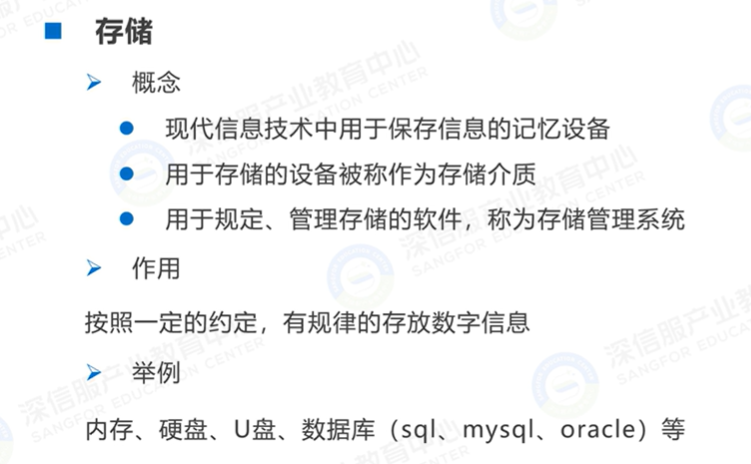 存储
概念
现代信息技术中用于保存信息的记忆设备
用于存储的设备被称作为存储介质
用于规定、管理存储的软件，称为存储管理系统
作用
按照一定的约定，有规律的存放数字信息
举例
内存、硬盘、U盘、数据库（sql、mysql、oracle）等
深信服产业教育中心
SANGFOR EDUCATION CENTER